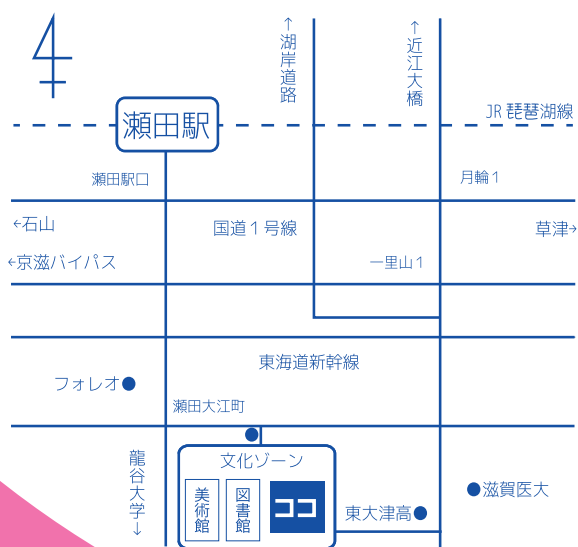 ↑湖岸道路
↑近江大橋
JR 琵琶湖線
瀬田駅
瀬田駅口
月輪1
←石山
国道1号線
草津→
←京滋バイパス
一里山1
東海道新幹線
フォレオ
瀬田大江町
文化ゾーン
龍谷大学↓
美術館
図書館
ココ
東大津高
滋賀医大